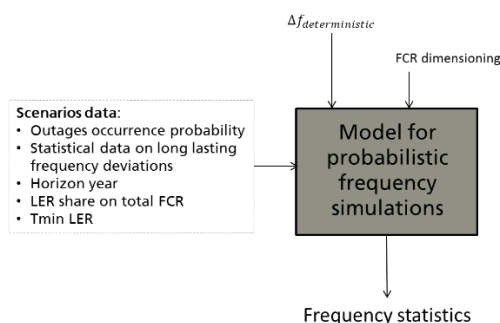 Δf_deterministic
FCR dimensioning
Scenarios data:
• Outages occurrence probability
• Statistical data on long lasting
frequency deviations
• Horizon year
• LER share on total FCR
• Tmin LER
Model for
probabilistic
frequency
simulations
Frequency statistics